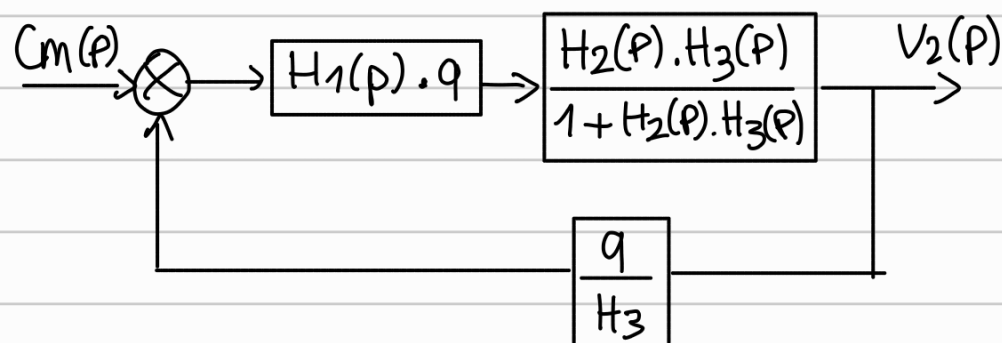 Cm(p)
H1(p).q
H2(p).H3(p)
1+H2(p).H3(p)
V2(p)
q
H3